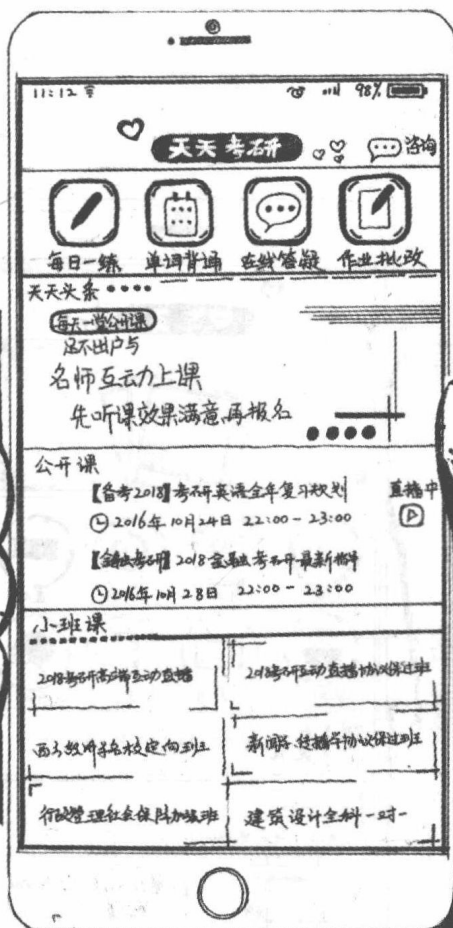 11:12 98%
天天考研
咨询
每日一练 单词背诵 在线答疑 作业批改
天天头条
每天一堂公开课
足不出户与
名师互动上课
先听课效果满意,再报名
公开课
【备考2018】考研英语全年复习规划 直播中
2016年10月24日 22:00-23:00
【金融考研】2018金融考研最新指导
2016年10月28日 22:00-23:00
小班课
2018考研高端互动直播 2018考研互动直播协议保过班
名校定向班 新闻与传播学协议保过班
行政管理社会保障加强班 建筑设计全科一对一